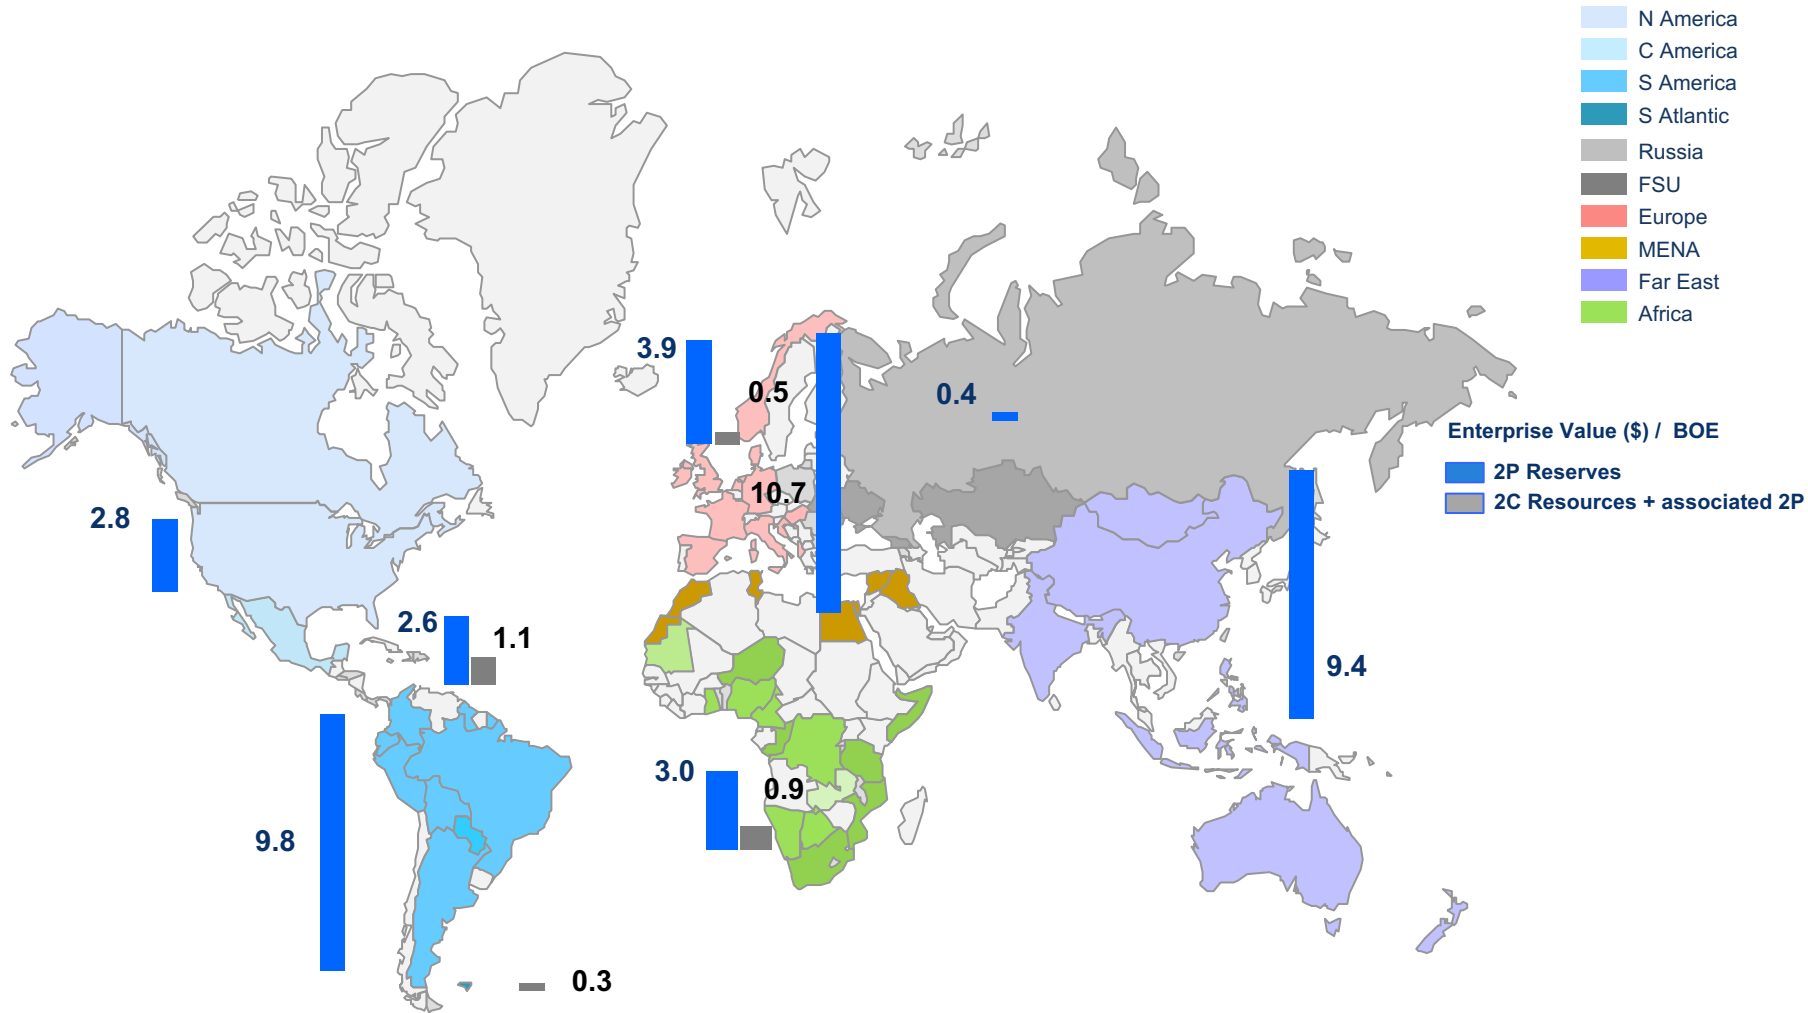 N America
C America
S America
S Atlantic
Russia
FSU
Europe
MENA
Far East
Africa
3.9
0.5
0.4
Enterprise Value ($) / BOE
2P Reserves
2C Resources + associated 2P
10.7
2.8
2.6
1.1
9.4
3.0
0.9
9.8
0.3